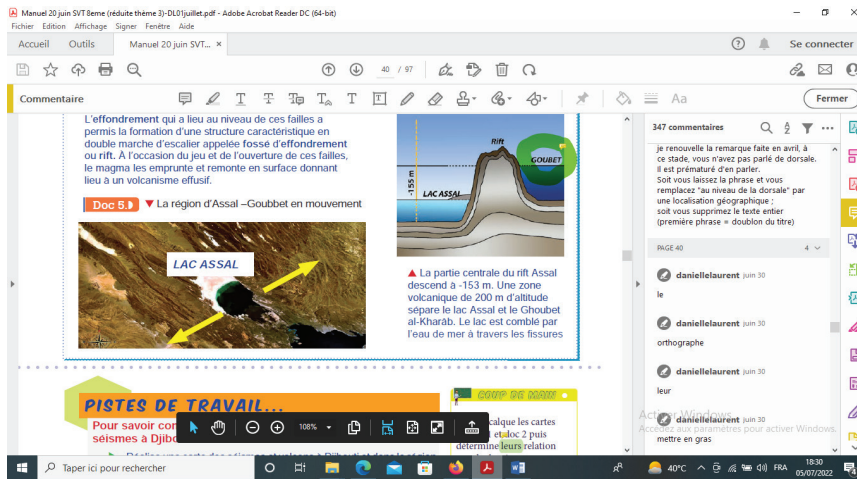 Manuel 20 juin SVT 8eme (réduite thème 3)-DL01juillet.pdf - Adobe Acrobat Reader DC (64-bit)
Fichier Edition Affichage Signer Fenêtre Aide
Accueil Outils Manuel 20 juin SVT... × Se connecter
40 / 97
Commentaire Aa Fermer
L'effondrement qui a lieu au niveau de ces failles a
permis la formation d'une structure caractéristique en
double marche d'escalier appelée fossé d'effondrement
ou rift. À l'occasion du jeu et de l'ouverture de ces failles,
le magma les emprunte et remonte en surface donnant
lieu à un volcanisme effusif.
Doc 5. La région d'Assal –Goubbet en mouvement
LAC ASSAL
Rift
GOUBET
-155 m
LAC ASSAL
La partie centrale du rift Assal
descend à -153 m. Une zone
volcanique de 200 m d'altitude
sépare le lac Assal et le Ghoubet
al-Kharâb. Le lac est comblé par
l'eau de mer à travers les fissures
PISTES DE TRAVAIL...
Pour savoir
séismes à
COUP DE MAIN
calque les cartes
et doc 2 puis
détermine leurs relation
108%
347 commentaires
je renouvelle la remarque faite en avril, à
ce stade, vous n'avez pas parlé de dorsale.
Il est prématuré d'en parler.
Soit vous laissez la phrase et vous
remplacez "au niveau de la dorsale" par
une localisation géographique ;
soit vous supprimez le texte entier
(première phrase = doublon du titre)
PAGE 40 4
daniellelaurent juin 30
le
daniellelaurent juin 30
orthographe
daniellelaurent juin 30
leur
daniellelaurent juin 30
mettre en gras
Activer Windows
Accédez aux paramètres pour activer Windows.
Taper ici pour rechercher
40°C FRA 18:30
05/07/2022